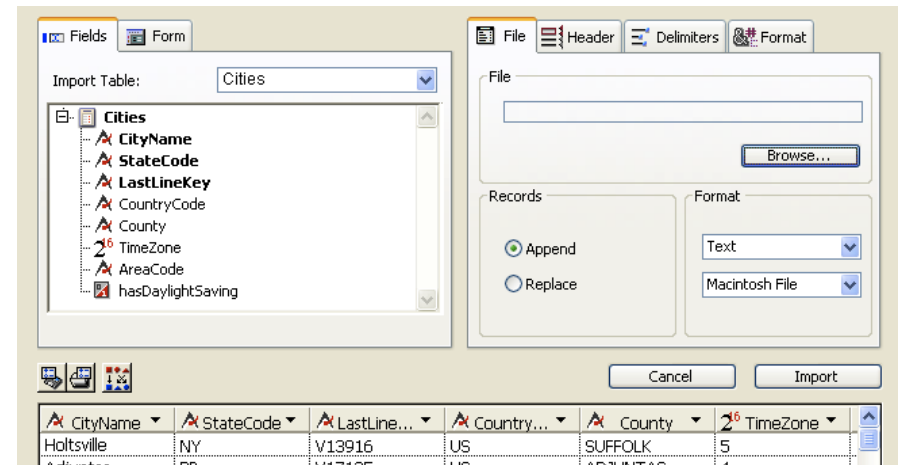 Fields Form
Import Table: Cities
Cities
CityName
StateCode
LastLineKey
CountryCode
County
16 TimeZone
AreaCode
hasDaylightSaving
File Header Delimiters Format
File
Browse...
Records
Append
Replace
Format
Text
Macintosh File
Cancel Import
CityName StateCode LastLine... Country... County 16 TimeZone
Holtsville NY V13916 US SUFFOLK 5